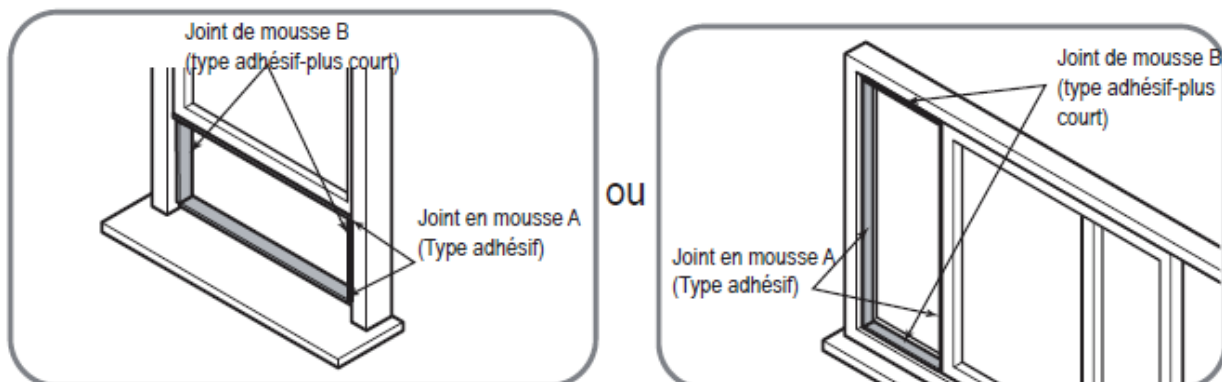 Joint de mousse B
(type adhésif-plus court)
Joint en mousse A
(Type adhésif)
ou
Joint de mousse B
(type adhésif-plus
court)
Joint en mousse A
(Type adhésif)